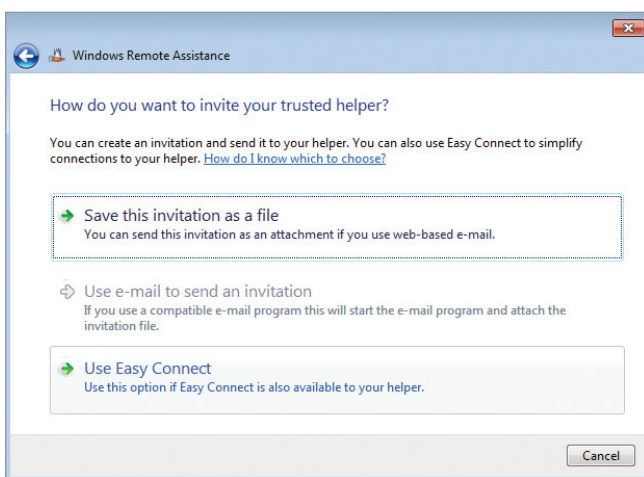 Windows Remote Assistance
How do you want to invite your trusted helper?
You can create an invitation and send it to your helper. You can also use Easy Connect to simplify
connections to your helper. How do I know which to choose?
Save this invitation as a file
You can send this invitation as an attachment if you use web-based e-mail.
Use e-mail to send an invitation
If you use a compatible e-mail program this will start the e-mail program and attach the
invitation file.
Use Easy Connect
Use this option if Easy Connect is also available to your helper.
Cancel